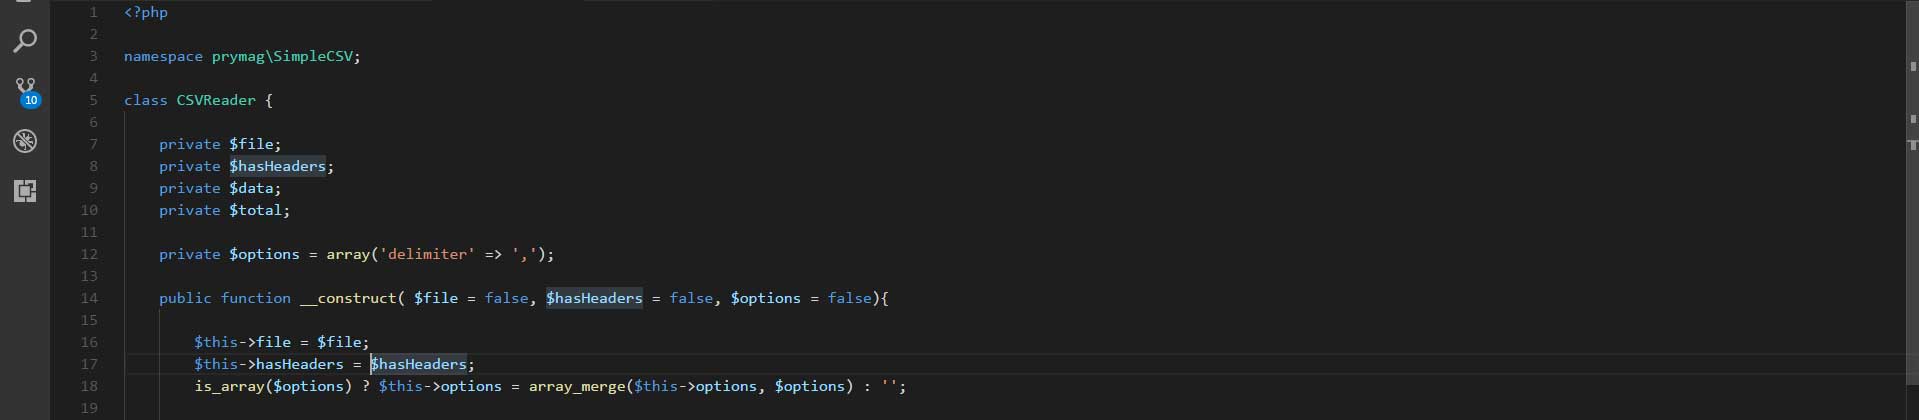 1 <?php
2
3 namespace prymag\SimpleCSV;
4
5 class CSVReader {
6
7 private $file;
8 private $hasHeaders;
9 private $data;
10 private $total;
11
12 private $options = array('delimiter' => ',');
13
14 public function __construct( $file = false, $hasHeaders = false, $options = false){
15
16 $this->file = $file;
10
17 $this->hasHeaders = $hasHeaders;
18 is_array($options) ? $this->options = array_merge($this->options, $options) : '';
19